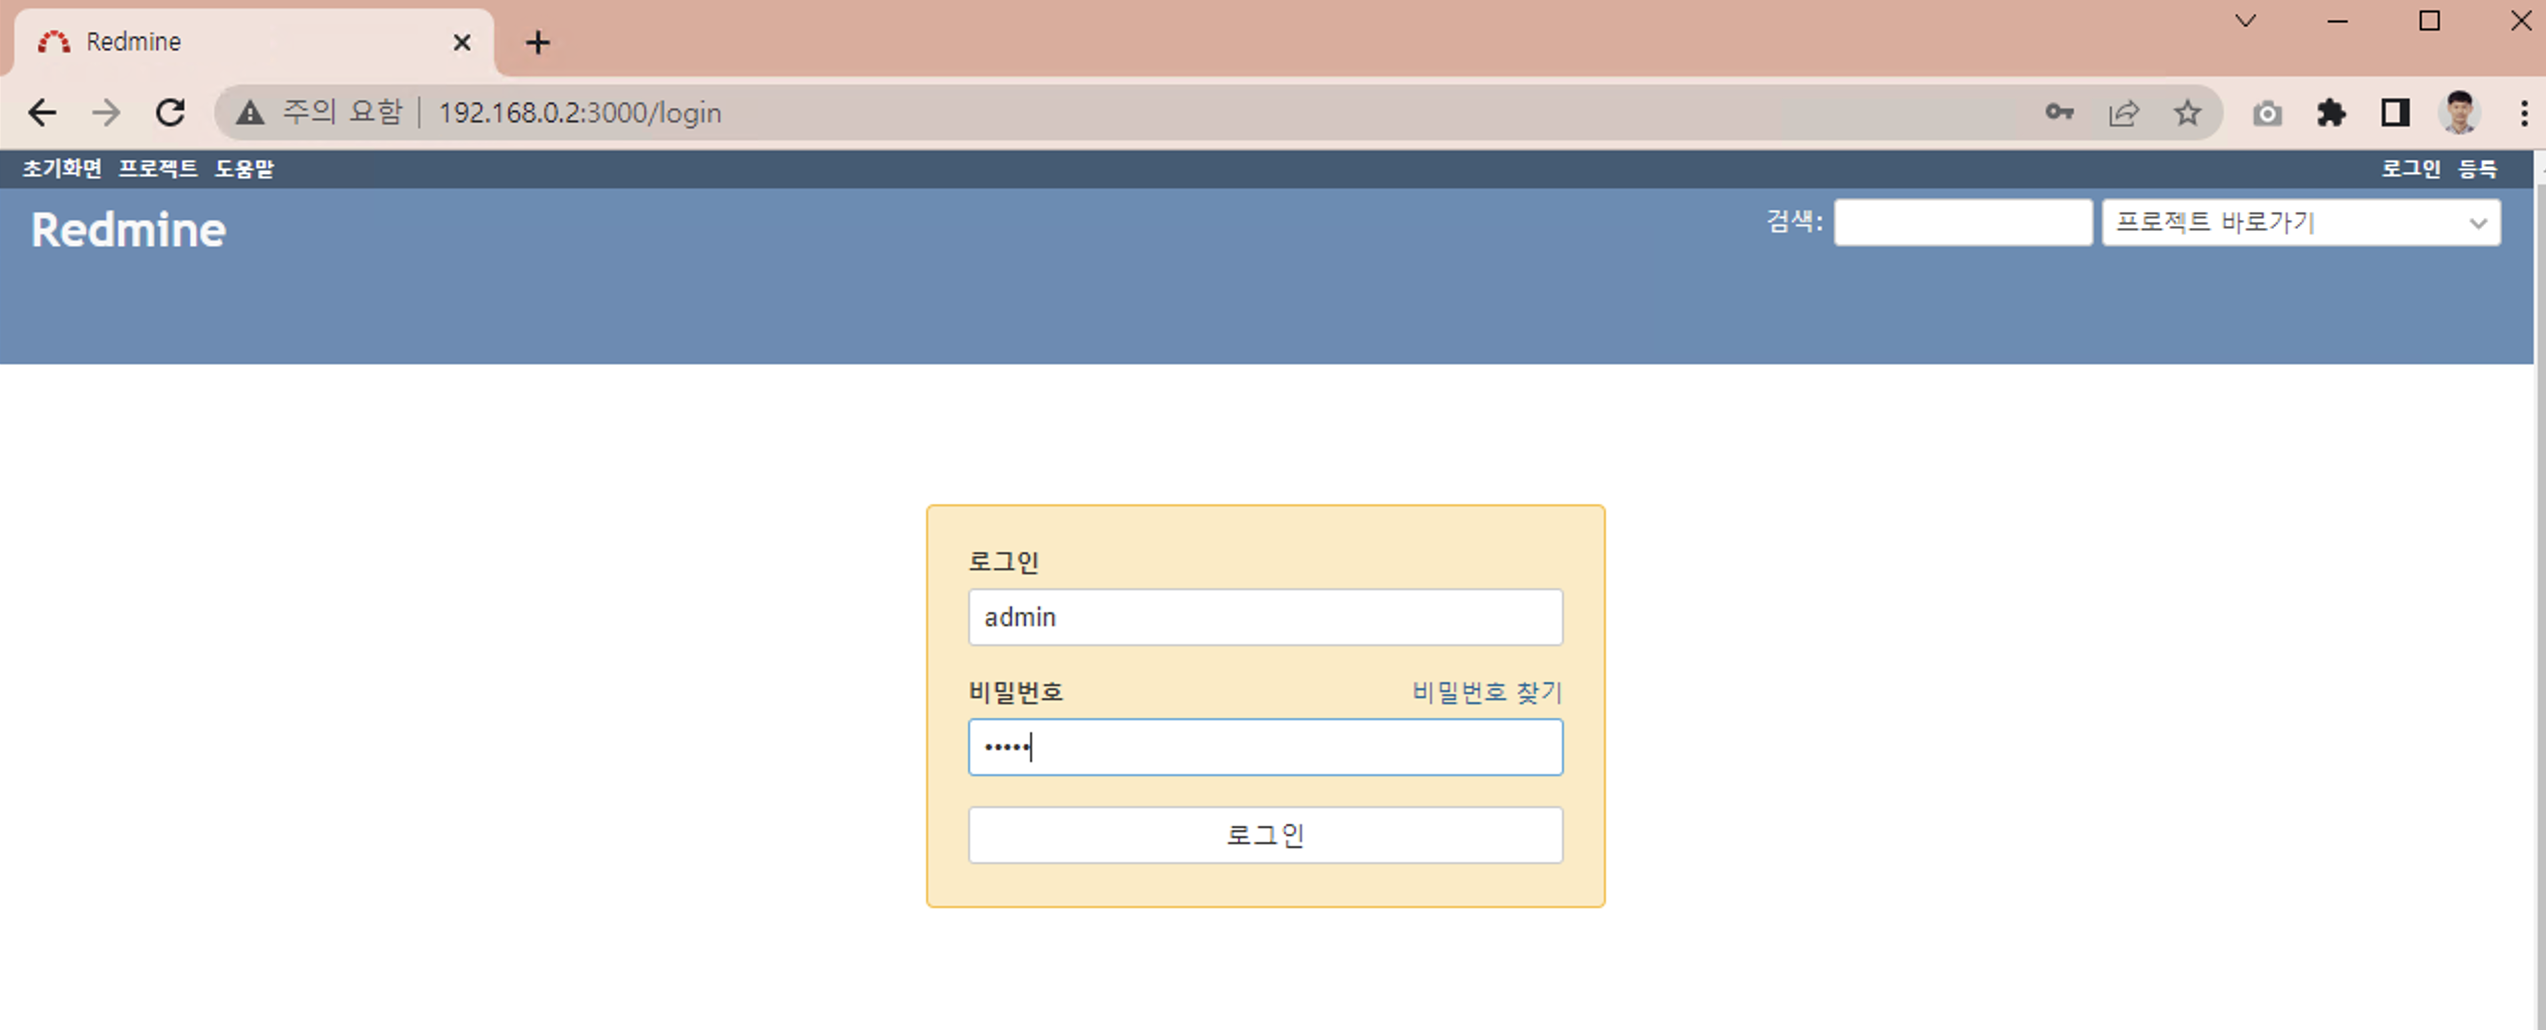 Redmine
주의 요함 | 192.168.0.2:3000/login
초기화면 프로젝트 도움말
로그인 등록
Redmine
검색:
프로젝트 바로가기
로그인
admin
비밀번호
비밀번호 찾기
•••••
로그인